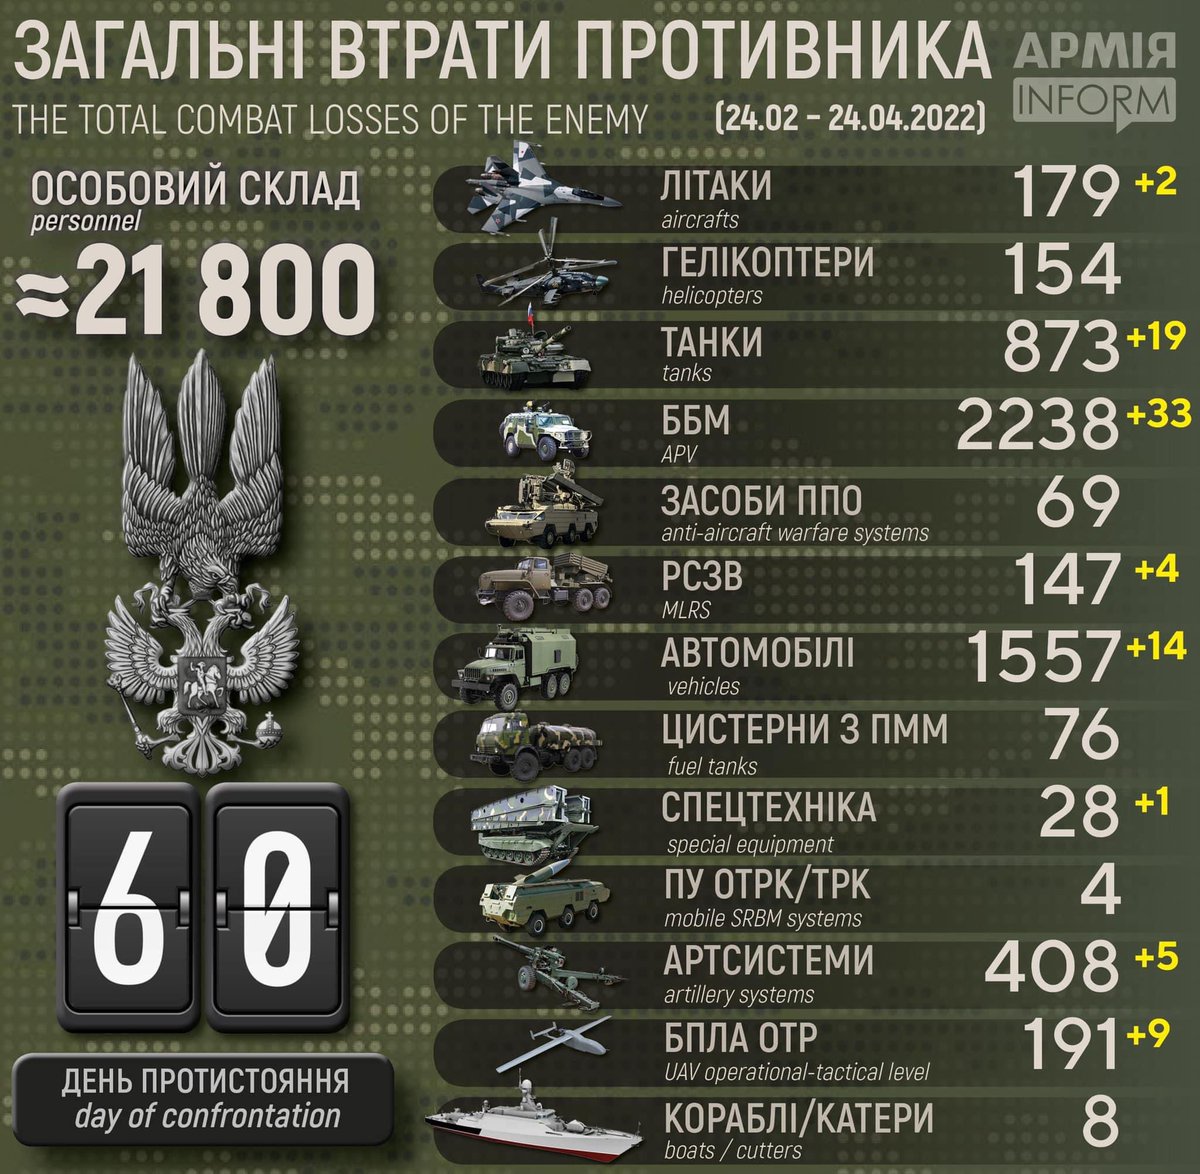 ЗАГАЛЬНІ ВТРАТИ ПРОТИВНИКА
THE TOTAL COMBAT LOSSES OF THE ENEMY (24.02 – 24.04.2022)
АРМІЯ
INFORM
ОСОБОВИЙ СКЛАД
personnel
≈21 800
ЛІТАКИ 179 +2
aircrafts
ГЕЛІКОПТЕРИ 154
helicopters
ТАНКИ 873 +19
tanks
ББМ 2238 +33
APV
ЗАСОБИ ППО 69
anti-aircraft warfare systems
РСЗВ 147 +4
MLRS
АВТОМОБІЛІ 1557 +14
vehicles
ЦИСТЕРНИ З ПММ 76
fuel tanks
СПЕЦТЕХНІКА 28 +1
special equipment
ПУ ОТРК/ТРК 4
mobile SRBM systems
АРТСИСТЕМИ 408 +5
artillery systems
БПЛА ОТР 191 +9
UAV operational-tactical level
КОРАБЛІ/КАТЕРИ 8
boats / cutters
60
ДЕНЬ ПРОТИСТОЯННЯ
day of confrontation